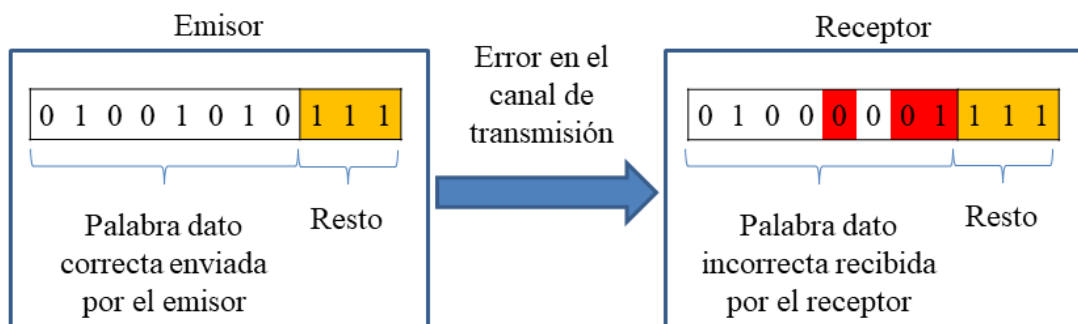 Emisor
0 1 0 0 1 0 1 0 1 1 1
Palabra dato
correcta enviada
por el emisor
Resto
Error en el
canal de
transmisión
Receptor
0 1 0 0 0 0 0 1 1 1 1
Palabra dato
incorrecta recibida
por el receptor
Resto